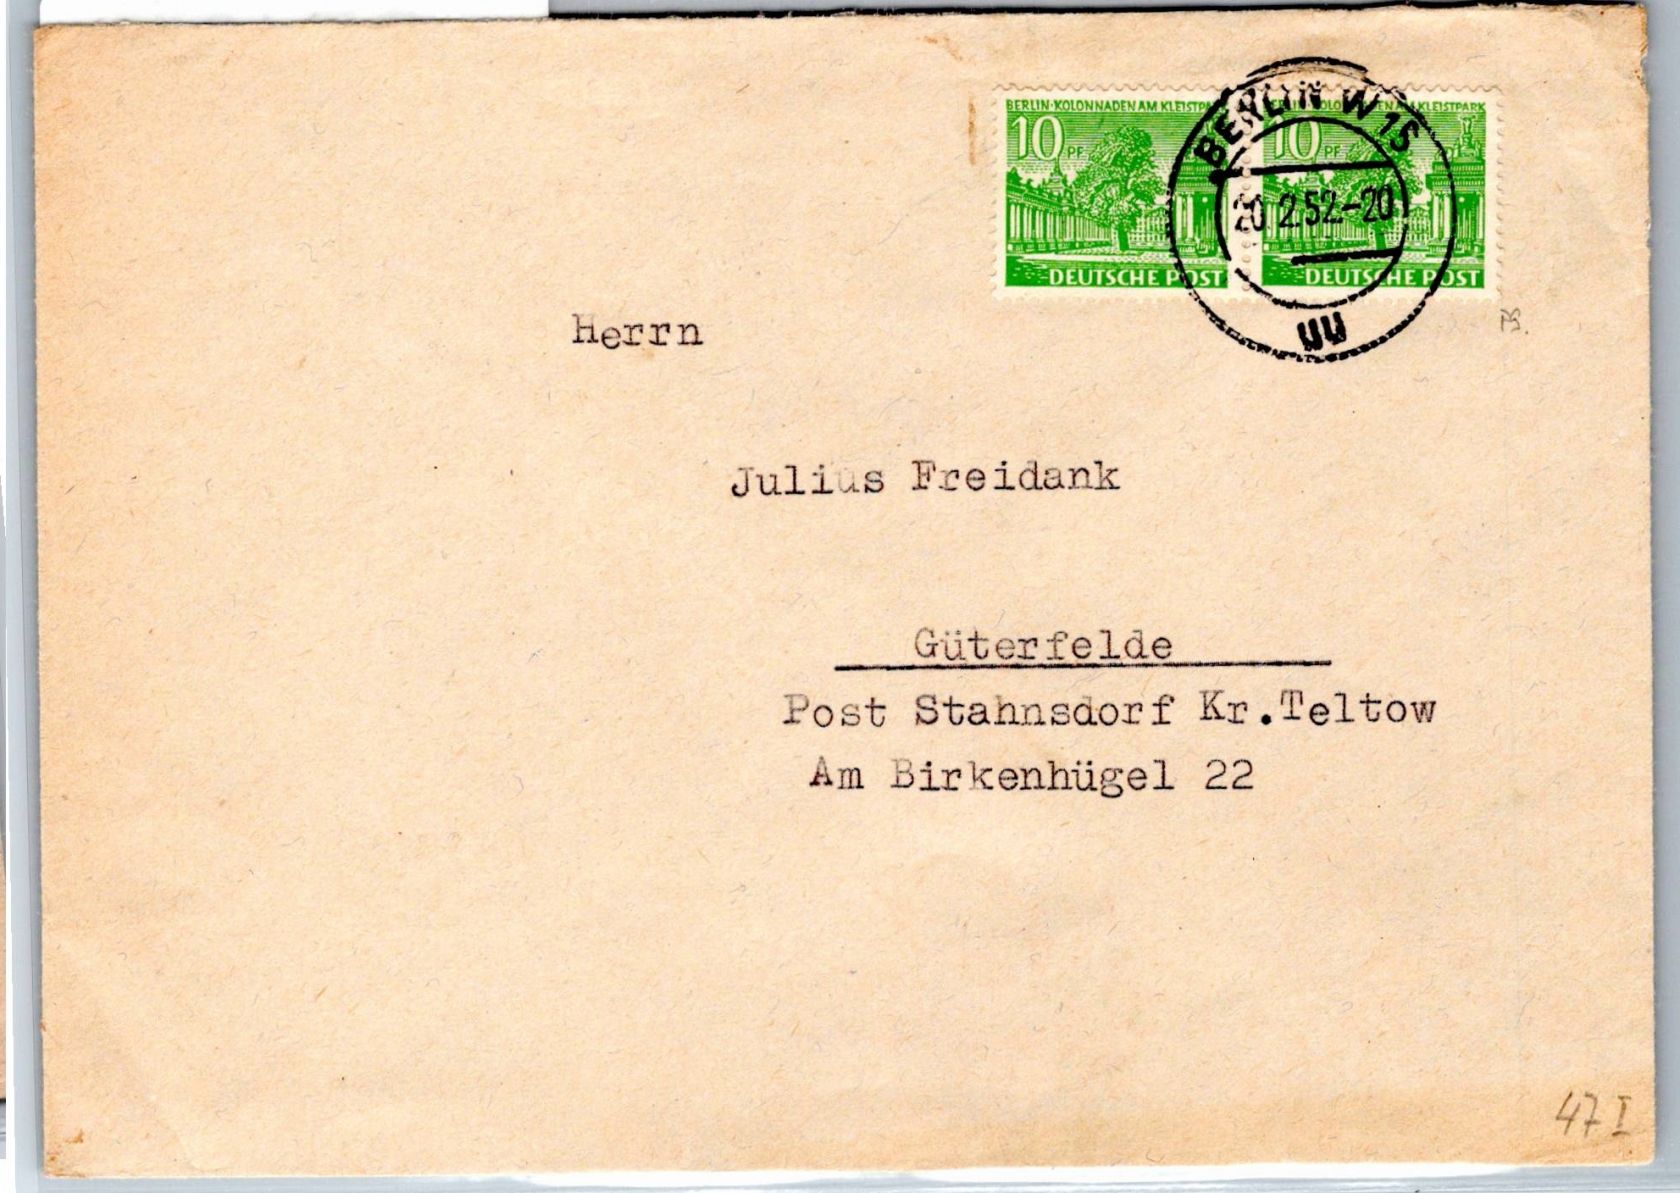 BERLIN·KOLONNADEN AM KLEISTPARK
10 PF
DEUTSCHE POST
10 PF
DEUTSCHE POST
BERLIN W 15
20.2.52.-20
uu
Herrn
Julius Freidank
Güterfelde
Post Stahnsdorf Kr.Teltow
Am Birkenhügel 22
47 I